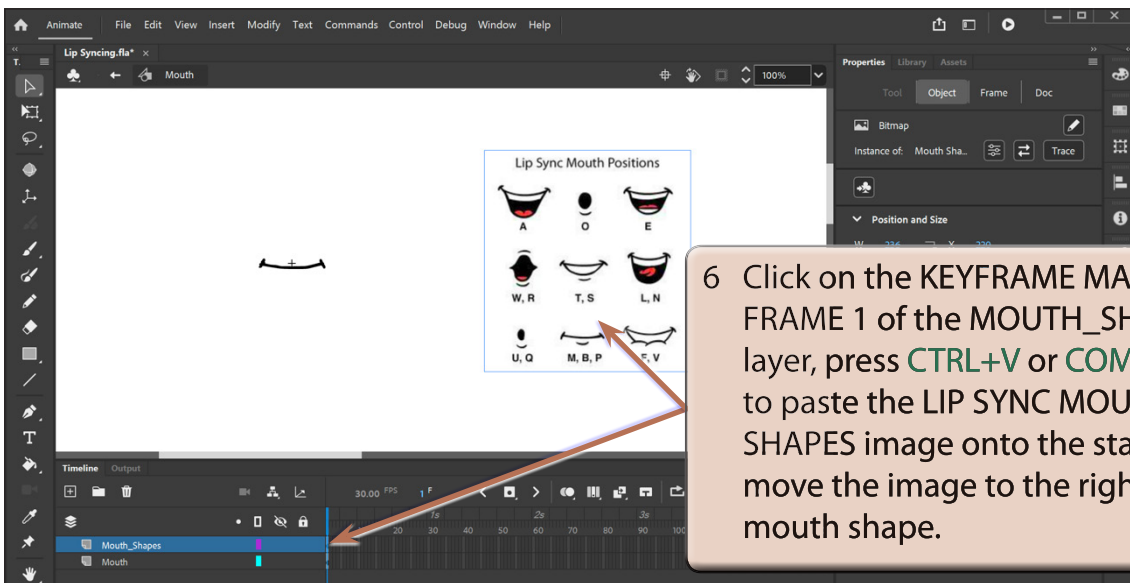 Animate File Edit View Insert Modify Text Commands Control Debug Window Help
Lip Syncing.fla* ×
Mouth
100%
Properties Library Assets
Tool Object Frame Doc
Bitmap
Instance of: Mouth Sha... Trace
Position and Size
W 236 X 220
Lip Sync Mouth Positions
A O E
W, R T, S L, N
U, Q M, B, P F, V
6 Click on the KEYFRAME MA
FRAME 1 of the MOUTH_SH
layer, press CTRL+V or COM
to paste the LIP SYNC MOU
SHAPES image onto the sta
move the image to the righ
mouth shape.
Timeline Output
30.00 FPS 1 F
1s 2s 3s
20 30 40 50 60 70 80 90 100
Mouth_Shapes
Mouth